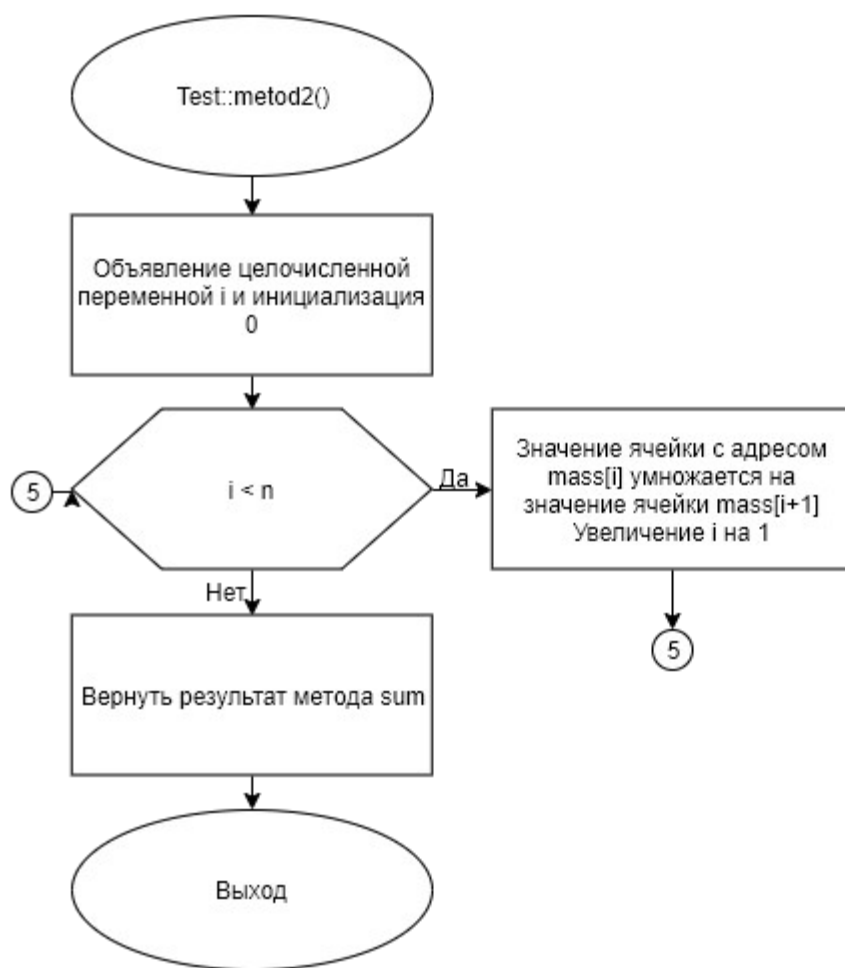 Test::metod2()
Объявление целочисленной
переменной i и инициализация
0
5
i < n
Да
Значение ячейки с адресом
mass[i] умножается на
значение ячейки mass[i+1]
Увеличение i на 1
Нет
5
Вернуть результат метода sum
Выход